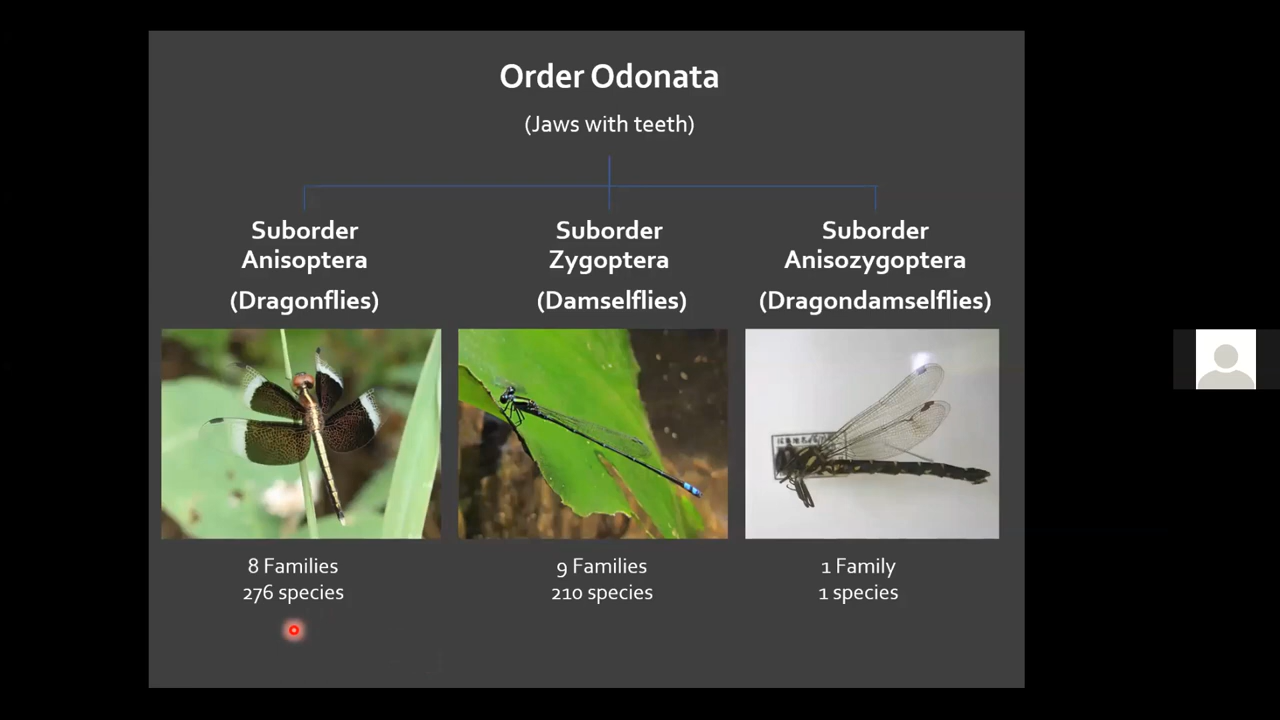 Order Odonata
(Jaws with teeth)
Suborder
Anisoptera
(Dragonflies)
Suborder
Zygoptera
(Damselflies)
Suborder
Anisozygoptera
(Dragondamselflies)
8 Families
276 species
9 Families
210 species
1 Family
1 species